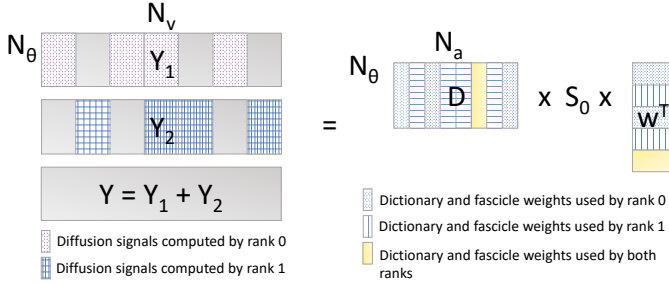 N_v
N_θ
Y_1
Y_2
Y = Y_1 + Y_2
Diffusion signals computed by rank 0
Diffusion signals computed by rank 1
=
N_a
N_θ
D
x S_0 x
w^T
Dictionary and fascicle weights used by rank 0
Dictionary and fascicle weights used by rank 1
Dictionary and fascicle weights used by both
ranks